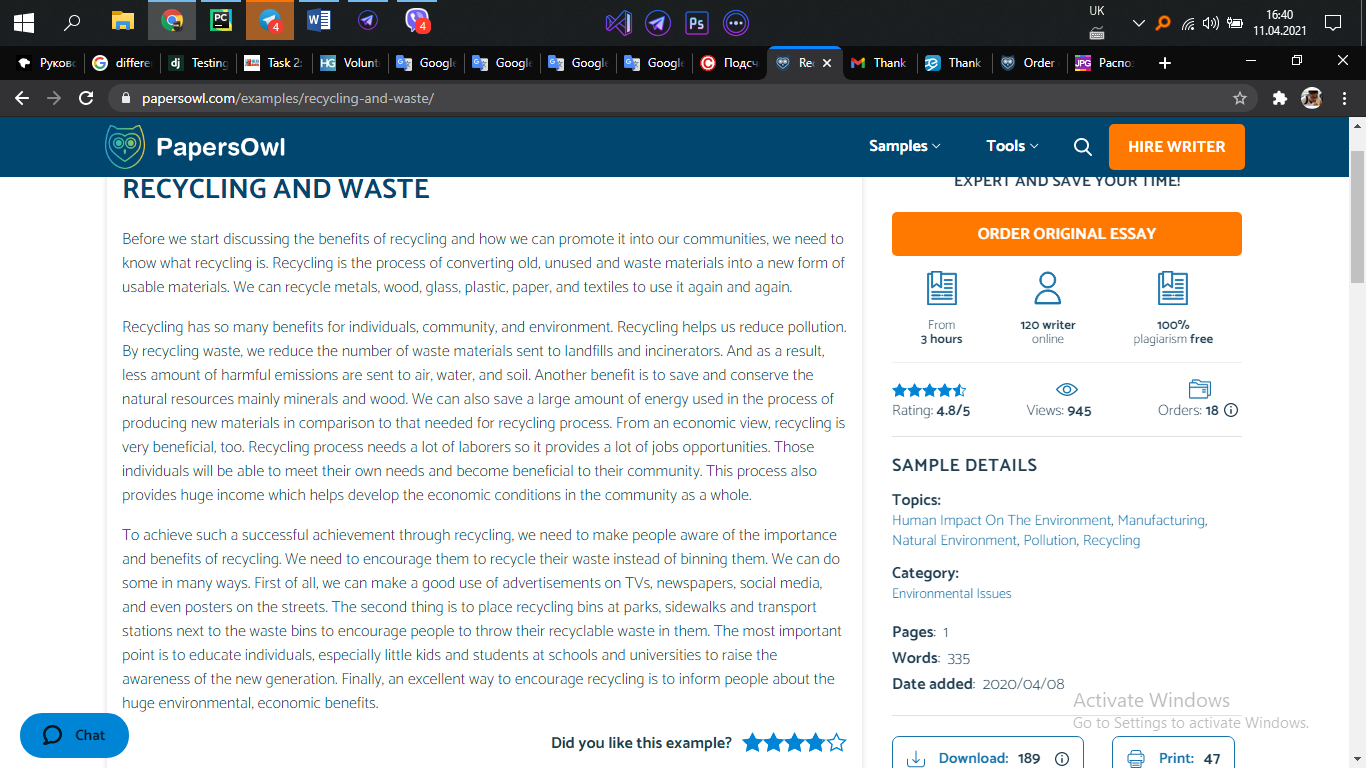 UK
16:40
11.04.2021
4
W
4
Ps
PC
Руковс
differe
dj Testing
Task 2:
HG Volunt
Google
Google
Google
Google
Подсч
Rec
Thank
Thank
Order
JPG Распоз
papersowl.com/examples/recycling-and-waste/
PapersOwl
Samples
Tools
HIRE WRITER
RECYCLING AND WASTE
Before we start discussing the benefits of recycling and how we can promote it into our communities, we need to
know what recycling is. Recycling is the process of converting old, unused and waste materials into a new form of
usable materials. We can recycle metals, wood, glass, plastic, paper, and textiles to use it again and again.
Recycling has so many benefits for individuals, community, and environment. Recycling helps us reduce pollution.
By recycling waste, we reduce the number of waste materials sent to landfills and incinerators. And as a result,
less amount of harmful emissions are sent to air, water, and soil. Another benefit is to save and conserve the
natural resources mainly minerals and wood. We can also save a large amount of energy used in the process of
producing new materials in comparison to that needed for recycling process. From an economic view, recycling is
very beneficial, too. Recycling process needs a lot of laborers so it provides a lot of jobs opportunities. Those
individuals will be able to meet their own needs and become beneficial to their community. This process also
provides huge income which helps develop the economic conditions in the community as a whole.
To achieve such a successful achievement through recycling, we need to make people aware of the importance
and benefits of recycling. We need to encourage them to recycle their waste instead of binning them. We can do
some in many ways. First of all, we can make a good use of advertisements on TVs, newspapers, social media,
and even posters on the streets. The second thing is to place recycling bins at parks, sidewalks and transport
stations next to the waste bins to encourage people to throw their recyclable waste in them. The most important
point is to educate individuals, especially little kids and students at schools and universities to raise the
awareness of the new generation. Finally, an excellent way to encourage recycling is to inform people about the
huge environmental, economic benefits.
Did you like this example?
Chat
EXPERT AND SAVE YOUR TIME!
ORDER ORIGINAL ESSAY
From
3 hours
120 writer
online
100%
plagiarism free
Rating: 4.8/5
Views: 945
Orders: 18
SAMPLE DETAILS
Topics:
Human Impact On The Environment, Manufacturing,
Natural Environment, Pollution, Recycling
Category:
Environmental Issues
Pages: 1
Words: 335
Date added: 2020/04/08
Activate Windows
Go to Settings to activate Windows.
Download: 189
Print: 47